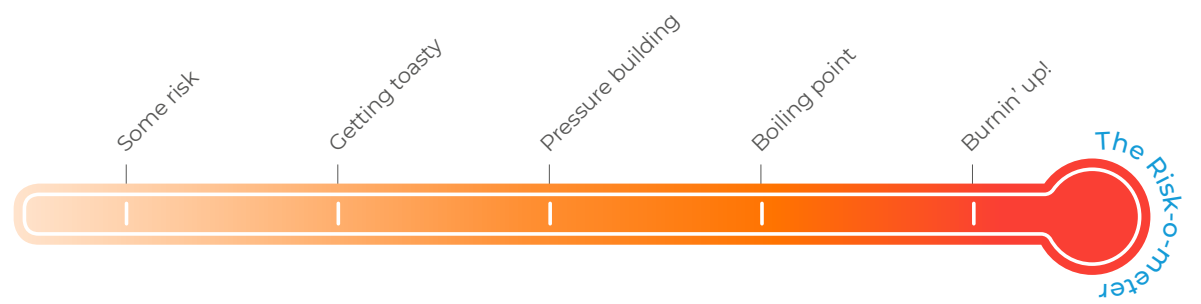 Some risk
Getting toasty
Pressure building
Boiling point
Burnin’ up!
The Risk-o-meter